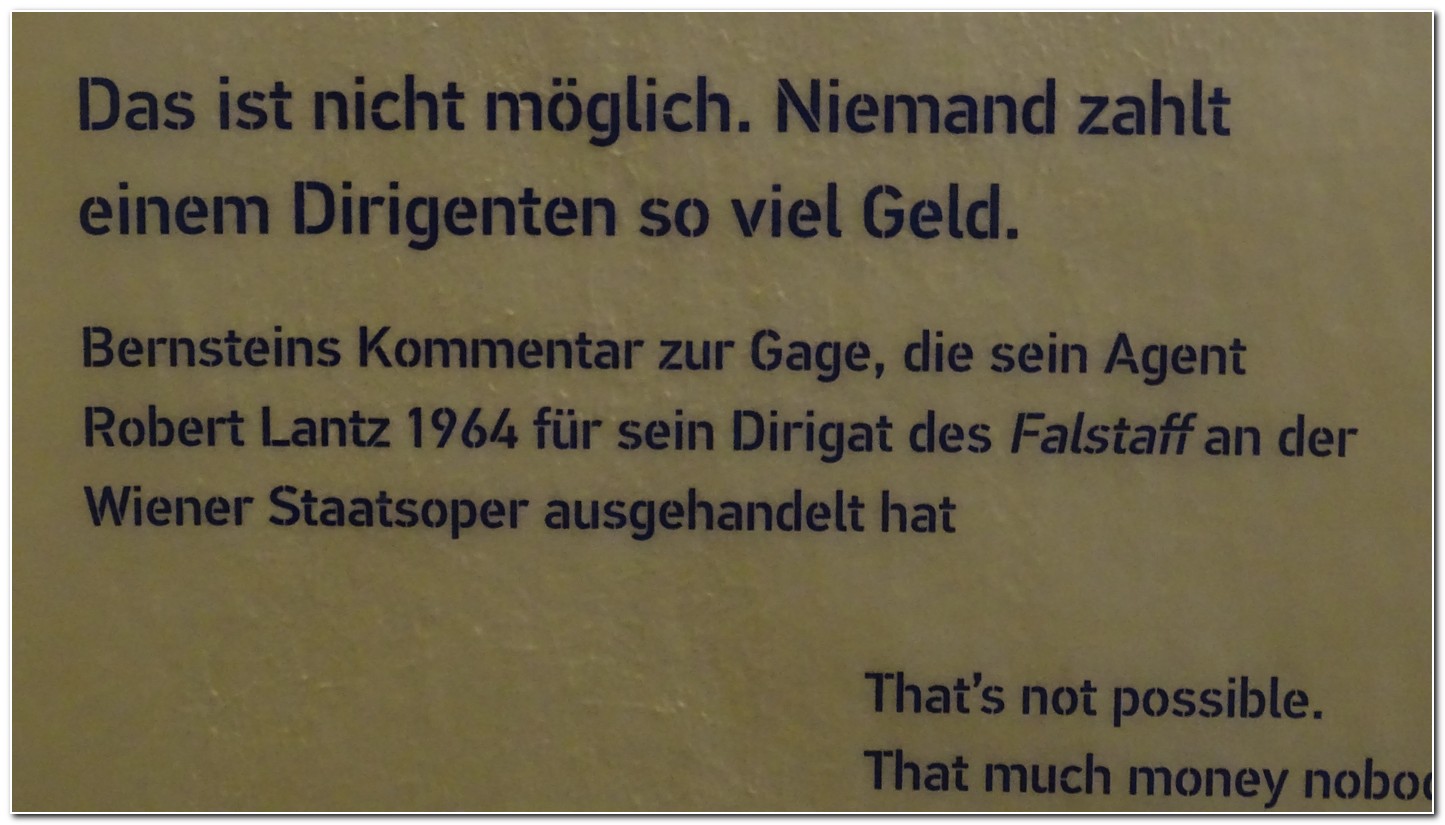 Das ist nicht möglich. Niemand zahlt
einem Dirigenten so viel Geld.
Bernsteins Kommentar zur Gage, die sein Agent
Robert Lantz 1964 für sein Dirigat des Falstaff an der
Wiener Staatsoper ausgehandelt hat
That's not possible.
That much money